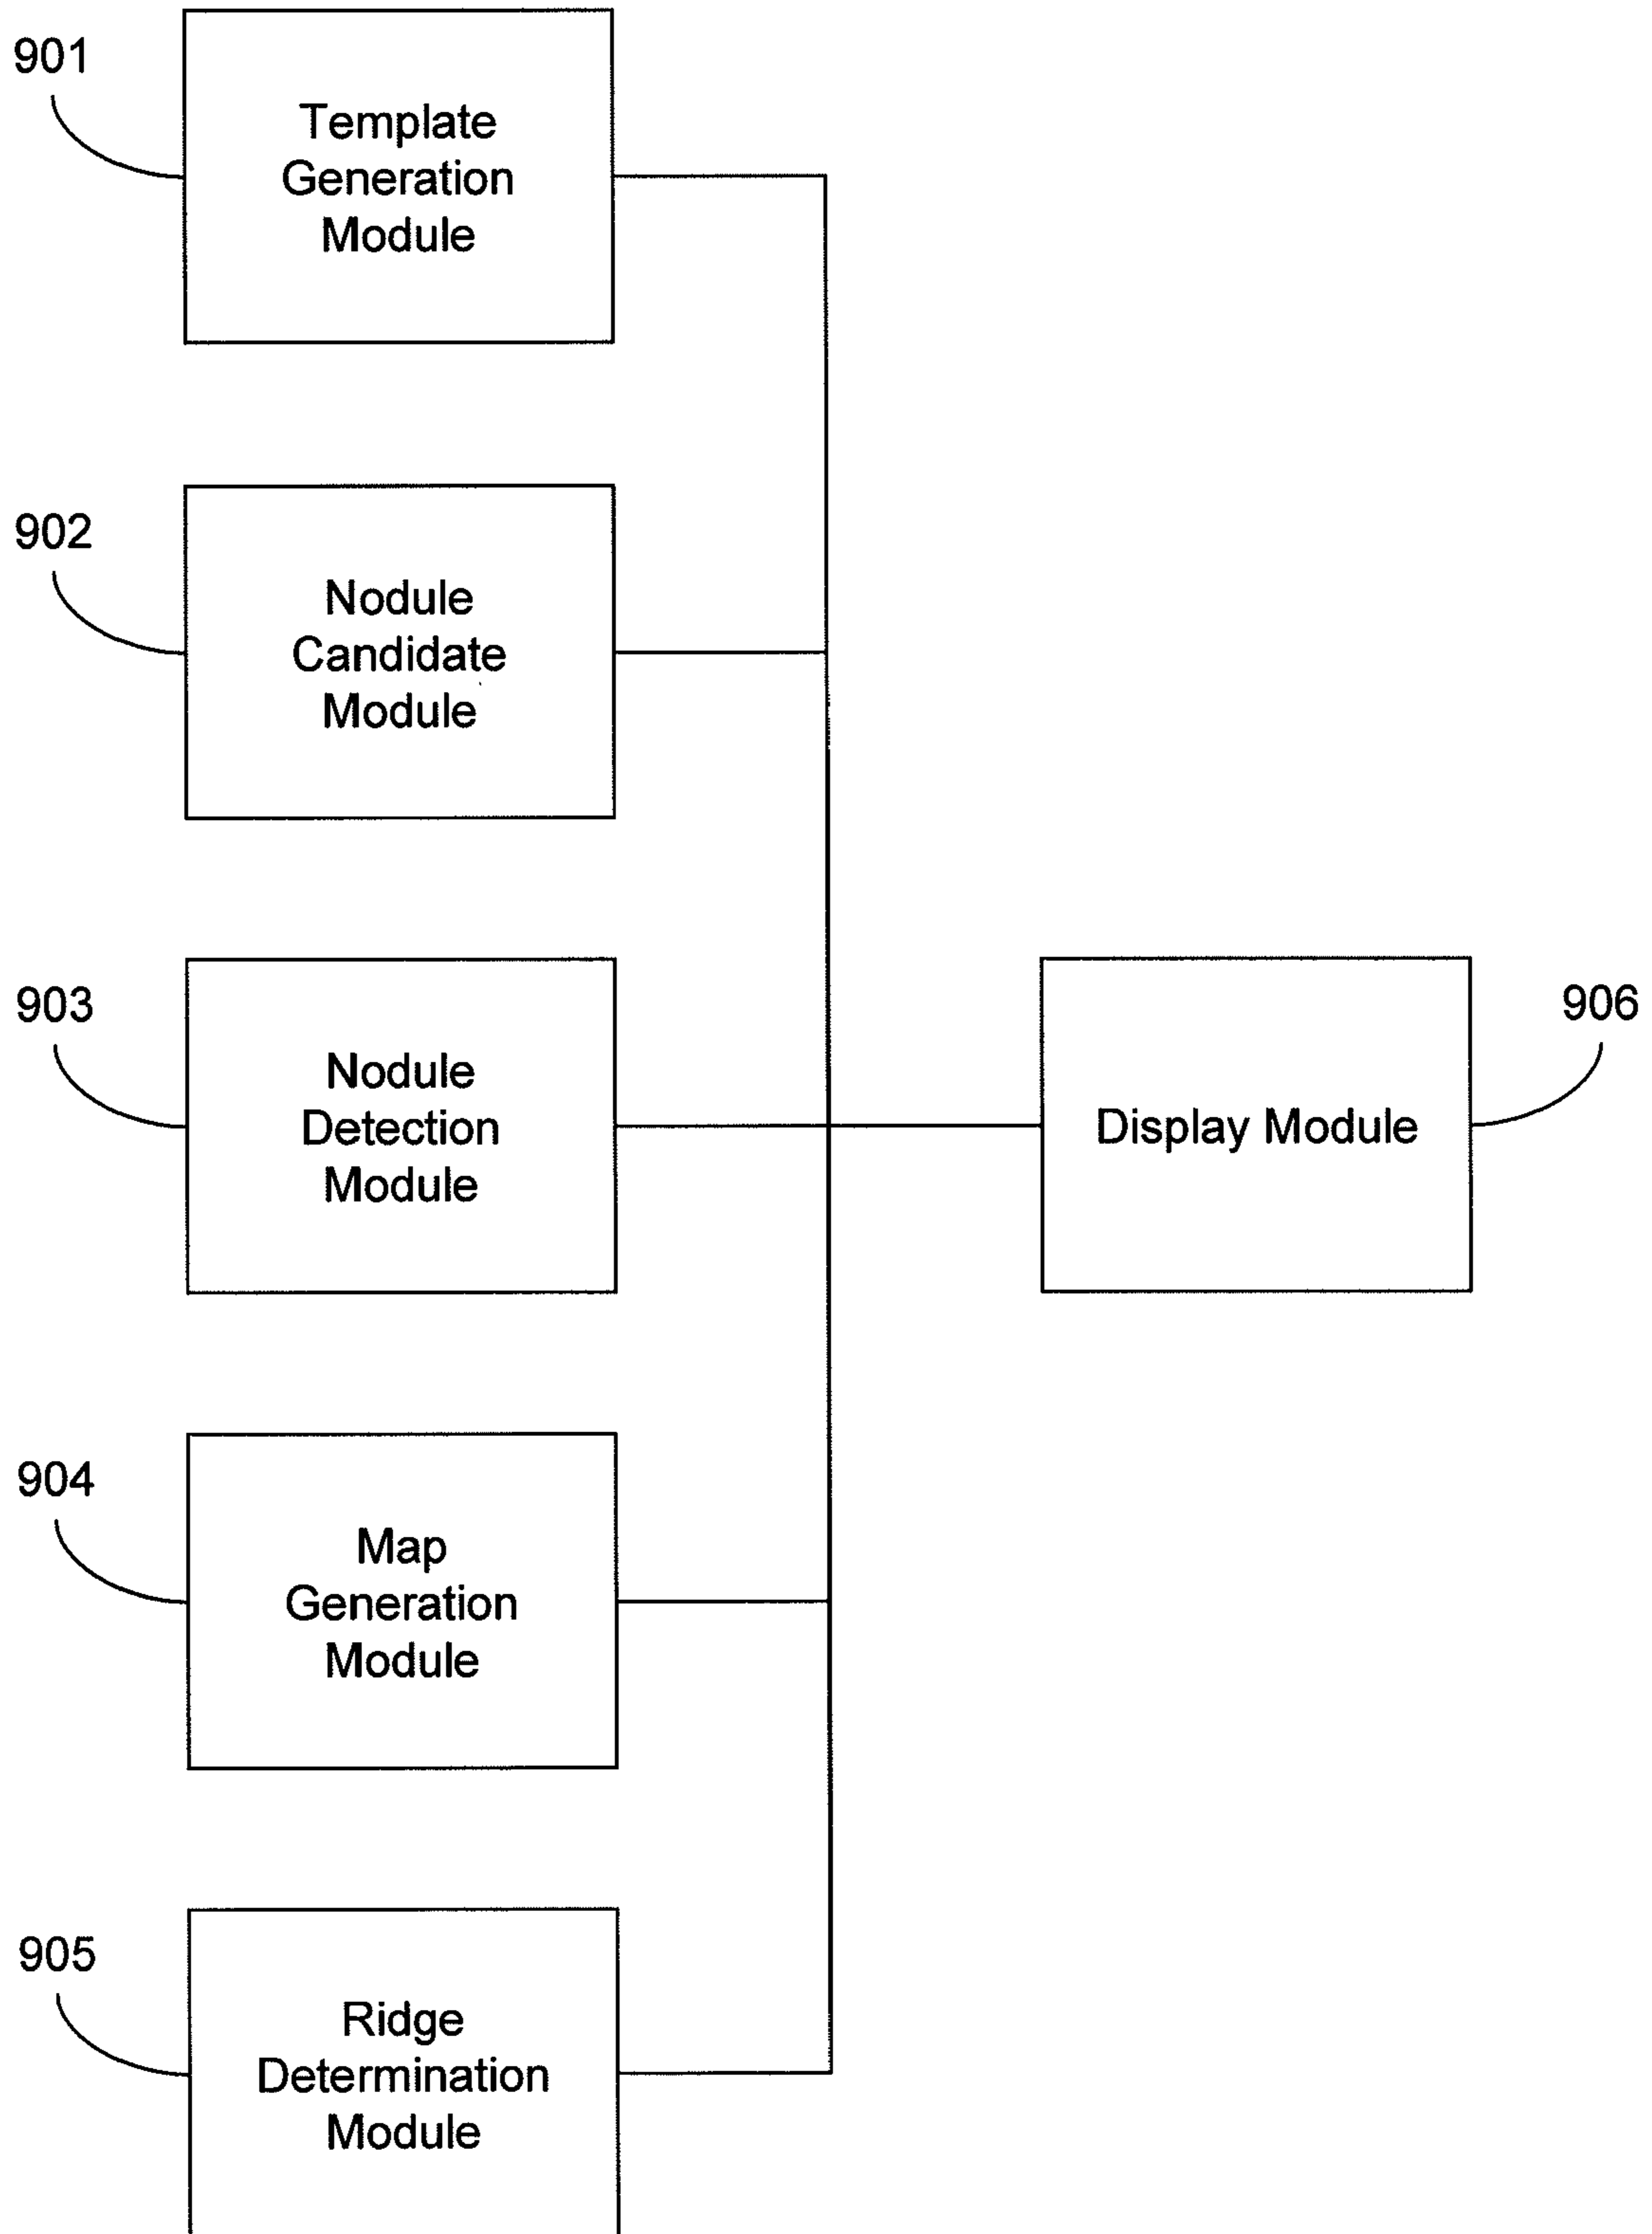 901
Template
Generation
Module
902
Nodule
Candidate
Module
903
Nodule
Detection
Module
Display Module
906
904
Map
Generation
Module
905
Ridge
Determination
Module